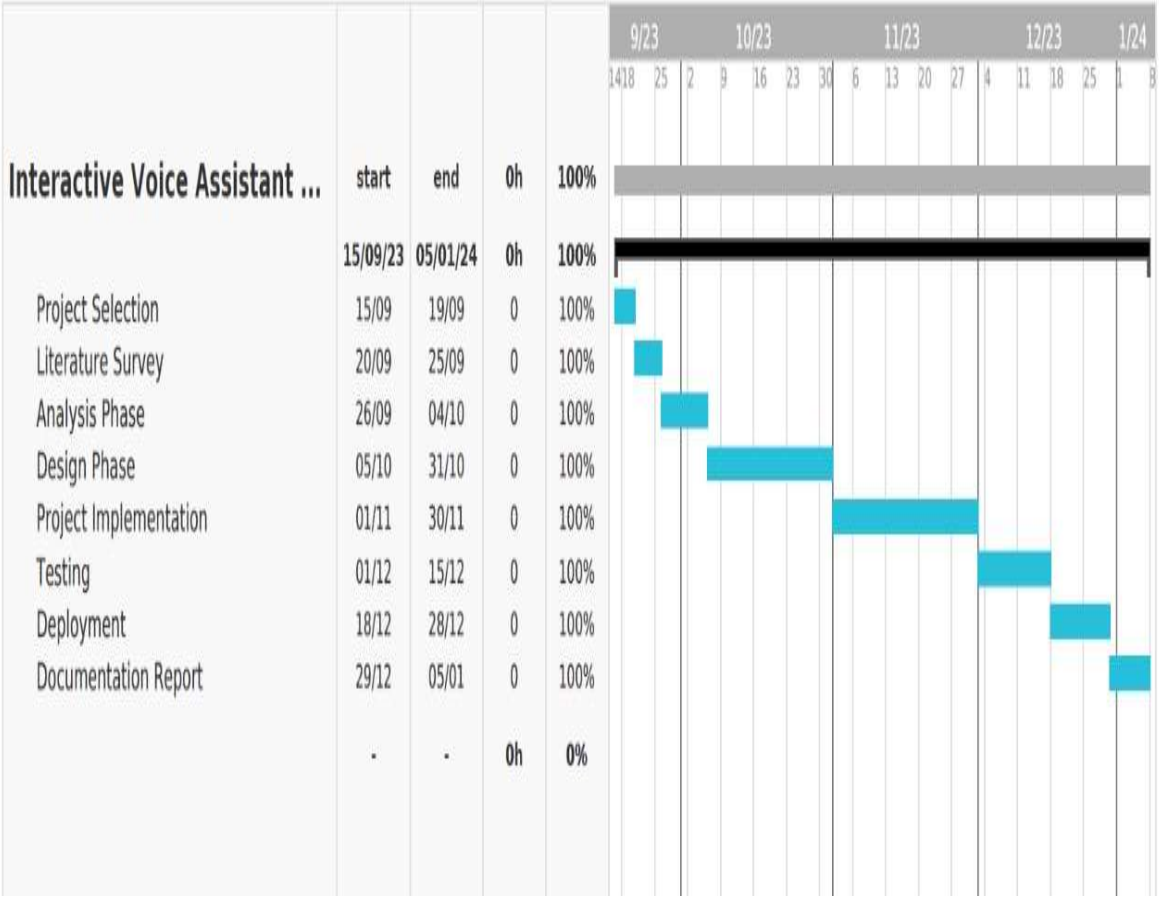 9/23 10/23 11/23 12/23 1/24
14 18 25 2 9 16 23 30 6 13 20 27 4 11 18 25 1 8
Interactive Voice Assistant ... start end 0h 100%
15/09/23 05/01/24 0h 100%
Project Selection 15/09 19/09 0 100%
Literature Survey 20/09 25/09 0 100%
Analysis Phase 26/09 04/10 0 100%
Design Phase 05/10 31/10 0 100%
Project Implementation 01/11 30/11 0 100%
Testing 01/12 15/12 0 100%
Deployment 18/12 28/12 0 100%
Documentation Report 29/12 05/01 0 100%
- - 0h 0%